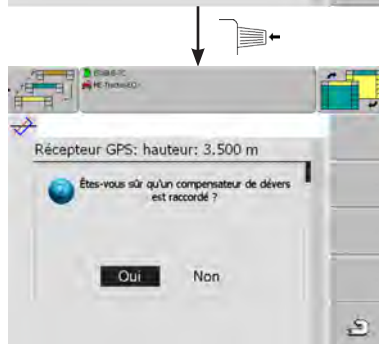 Récepteur GPS: hauteur: 3.500 m
Êtes-vous sûr qu'un compensateur de dévers
est raccordé ?
Oui Non